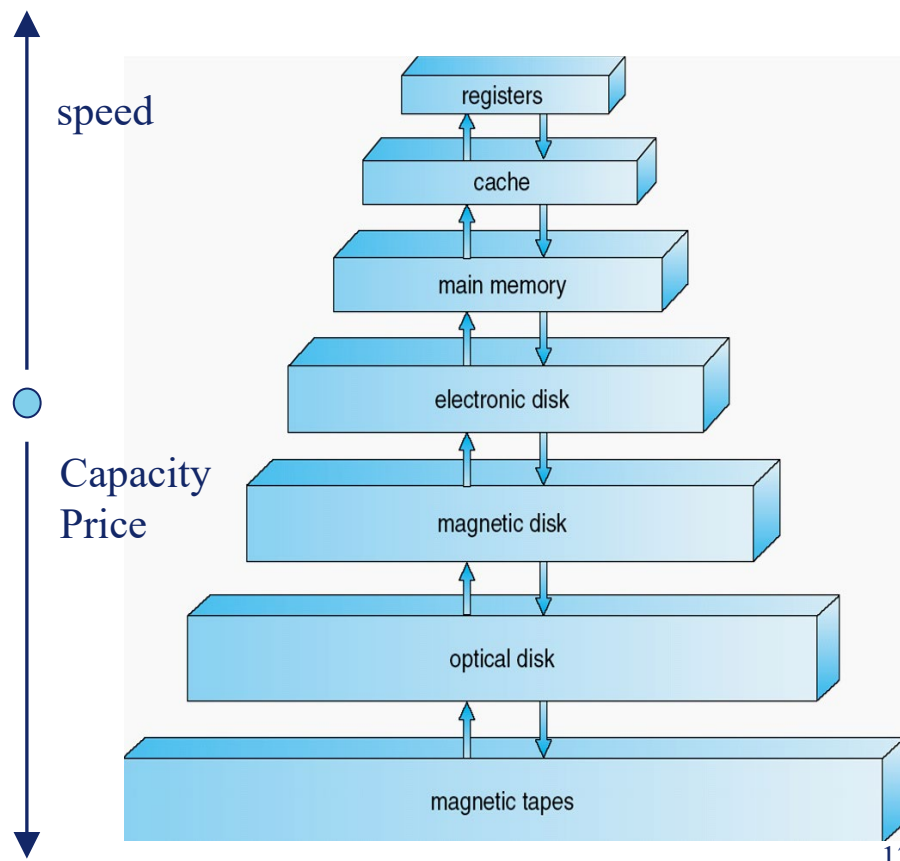 registers
speed
cache
main memory
electronic disk
Capacity
Price
magnetic disk
optical disk
magnetic tapes